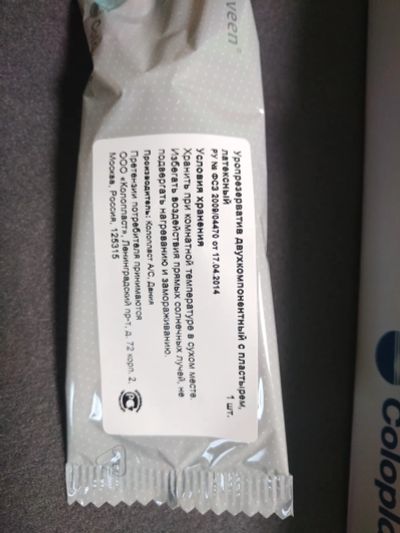 veen®
Уропрезерватив двухкомпонентный с пластырем,
латексный 1 шт.
РУ № ФСЗ 2009/04470 от 17.04.2014
Условия хранения
Хранить при комнатной температуре в сухом месте.
Избегать воздействия прямых солнечных лучей, не
подвергать нагреванию и замораживанию.
Производитель: Колопласт А/С, Дания
Претензии потребителя принимаются
ООО «Колопласт», Ленинградский пр-т, д. 72 корп. 2,
Москва, Россия, 125315
Colopla